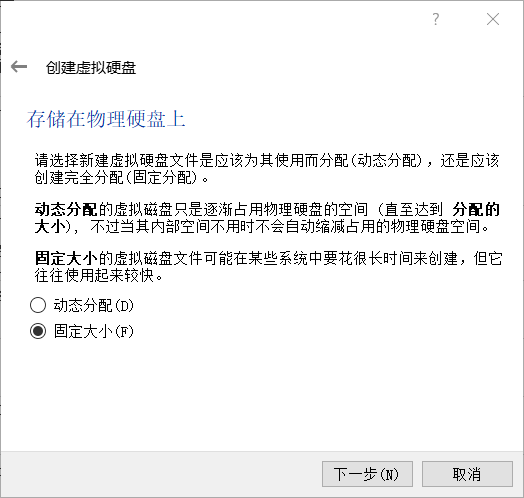 ?
创建虚拟硬盘
存储在物理硬盘上
请选择新建虚拟硬盘文件是应该为其使用而分配(动态分配)，还是应该
创建完全分配(固定分配)。
动态分配的虚拟磁盘只是逐渐占用物理硬盘的空间 (直至达到 分配的
大小)，不过当其内部空间不用时不会自动缩减占用的物理硬盘空间。
固定大小的虚拟磁盘文件可能在某些系统中要花很长时间来创建，但它
往往使用起来较快。
动态分配(D)
固定大小(F)
下一步(N)
取消